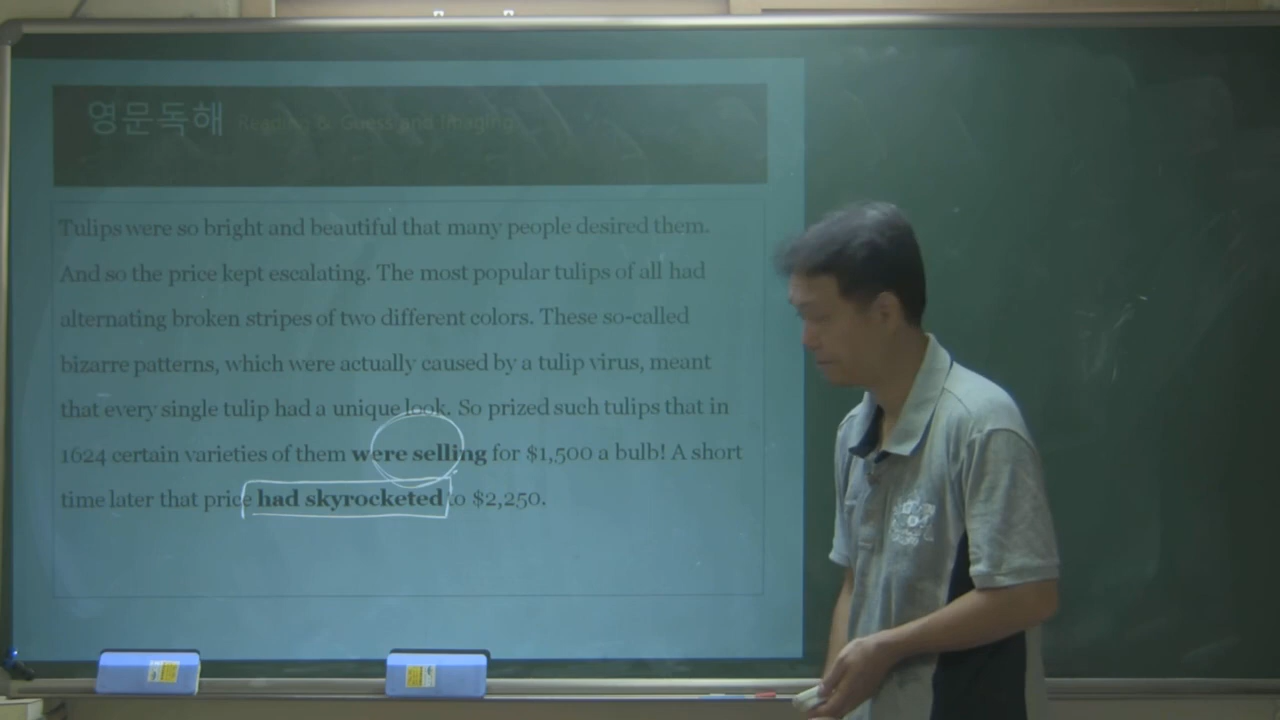 영문독해 Reading & Guess and Imaging
Tulips were so bright and beautiful that many people desired them.
And so the price kept escalating. The most popular tulips of all had
alternating broken stripes of two different colors. These so-called
bizarre patterns, which were actually caused by a tulip virus, meant
that every single tulip had a unique look. So prized such tulips that in
1624 certain varieties of them were selling for $1,500 a bulb! A short
time later that price had skyrocketed to $2,250.